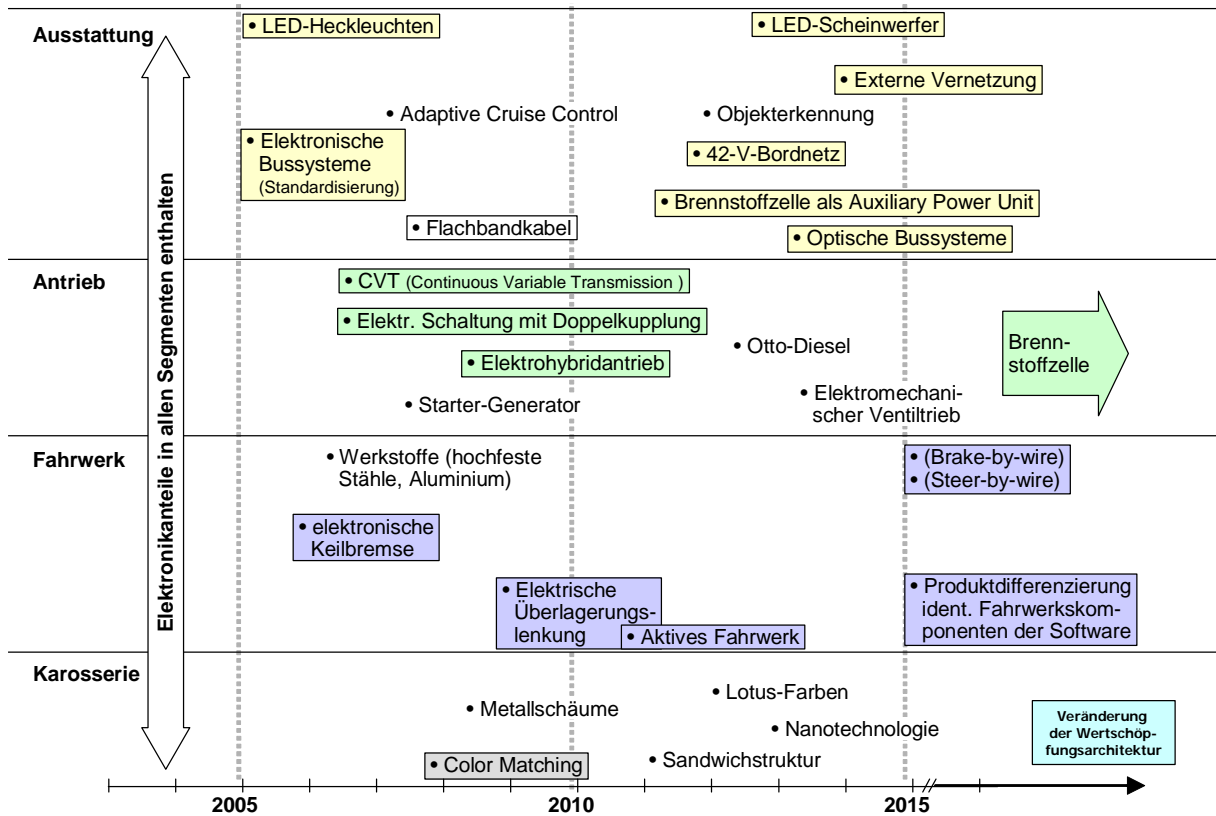 Ausstattung
• LED-Heckleuchten
• LED-Scheinwerfer
• Externe Vernetzung
• Adaptive Cruise Control
• Objekterkennung
• Elektronische
Bussysteme
(Standardisierung)
• 42-V-Bordnetz
• Brennstoffzelle als Auxiliary Power Unit
• Flachbandkabel
• Optische Bussysteme
Elektronikanteile in allen Segmenten enthalten
Antrieb
• CVT (Continuous Variable Transmission )
• Elektr. Schaltung mit Doppelkupplung
• Otto-Diesel
• Elektrohybridantrieb
• Starter-Generator
• Elektromechani-
scher Ventiltrieb
Brenn-
stoffzelle
Fahrwerk
• Werkstoffe (hochfeste
Stähle, Aluminium)
• (Brake-by-wire)
• (Steer-by-wire)
• elektronische
Keilbremse
• Elektrische
Überlagerungs-
lenkung
• Aktives Fahrwerk
• Produktdifferenzierung
ident. Fahrwerkskom-
ponenten der Software
Karosserie
• Lotus-Farben
• Metallschäume
• Nanotechnologie
• Color Matching
• Sandwichstruktur
Veränderung
der Wertschöp-
fungsarchitektur
2005
2010
2015